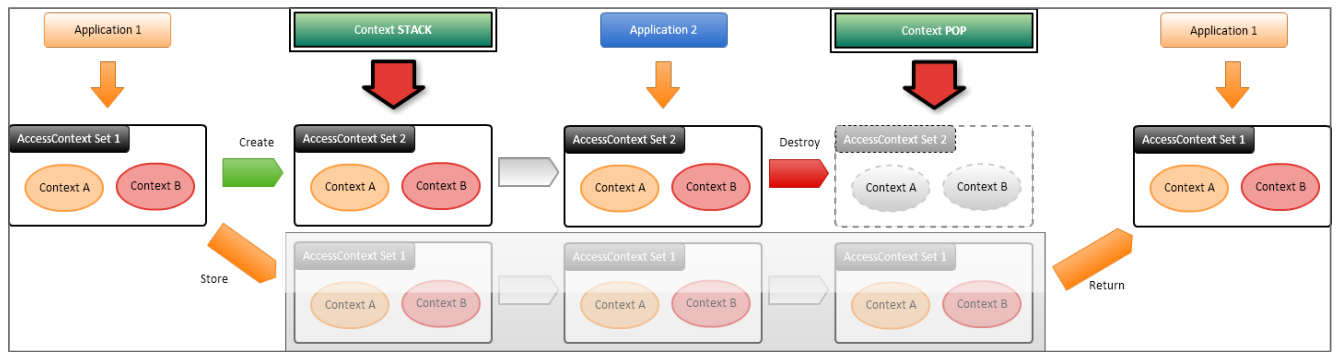 Application 1
Context STACK
Application 2
Context POP
Application 1
AccessContext Set 1
Context A
Context B
Create
AccessContext Set 2
Context A
Context B
AccessContext Set 2
Context A
Context B
Destroy
AccessContext Set 2
Context A
Context B
AccessContext Set 1
Context A
Context B
Store
AccessContext Set 1
Context A
Context B
AccessContext Set 1
Context A
Context B
AccessContext Set 1
Context A
Context B
Return